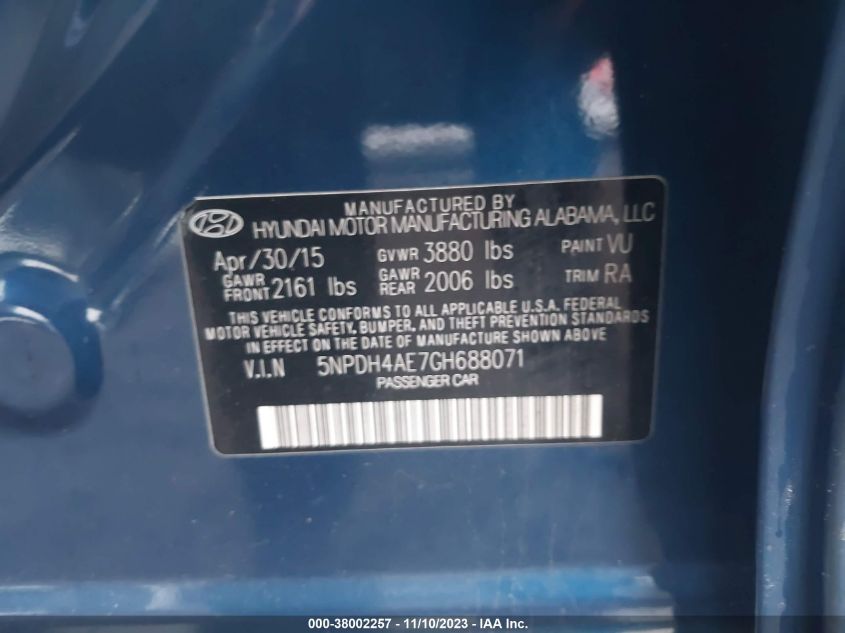 MANUFACTURED BY
HYUNDAI MOTOR MANUFACTURING ALABAMA, LLC
Apr/30/15 GVWR 3880 lbs PAINT VU
GAWR FRONT 2161 lbs GAWR REAR 2006 lbs TRIM RA
THIS VEHICLE CONFORMS TO ALL APPLICABLE U.S.A. FEDERAL
MOTOR VEHICLE SAFETY, BUMPER, AND THEFT PREVENTION STANDARDS
IN EFFECT ON THE DATE OF MANUFACTURE SHOWN ABOVE
V.I.N 5NPDH4AE7GH688071
PASSENGER CAR
000-38002257 - 11/10/2023 - IAA Inc.